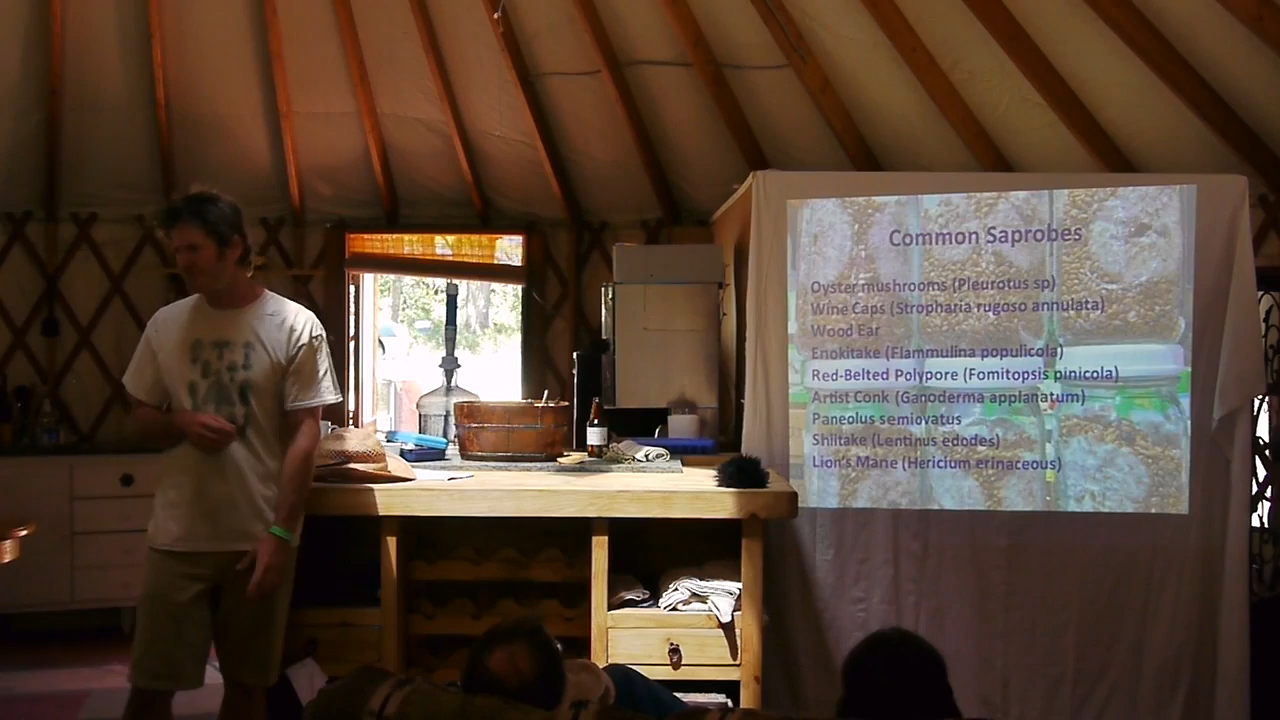 Common Saprobes
Oyster mushrooms (Pleurotus sp)
Wine Caps (Stropharia rugoso annulata)
Wood Ear
Enokitake (Flammulina populicola)
Red-Belted Polypore (Fomitopsis pinicola)
Artist Conk (Ganoderma applanatum)
Paneolus semiovatus
Shiitake (Lentinus edodes)
Lion's Mane (Hericium erinaceous)